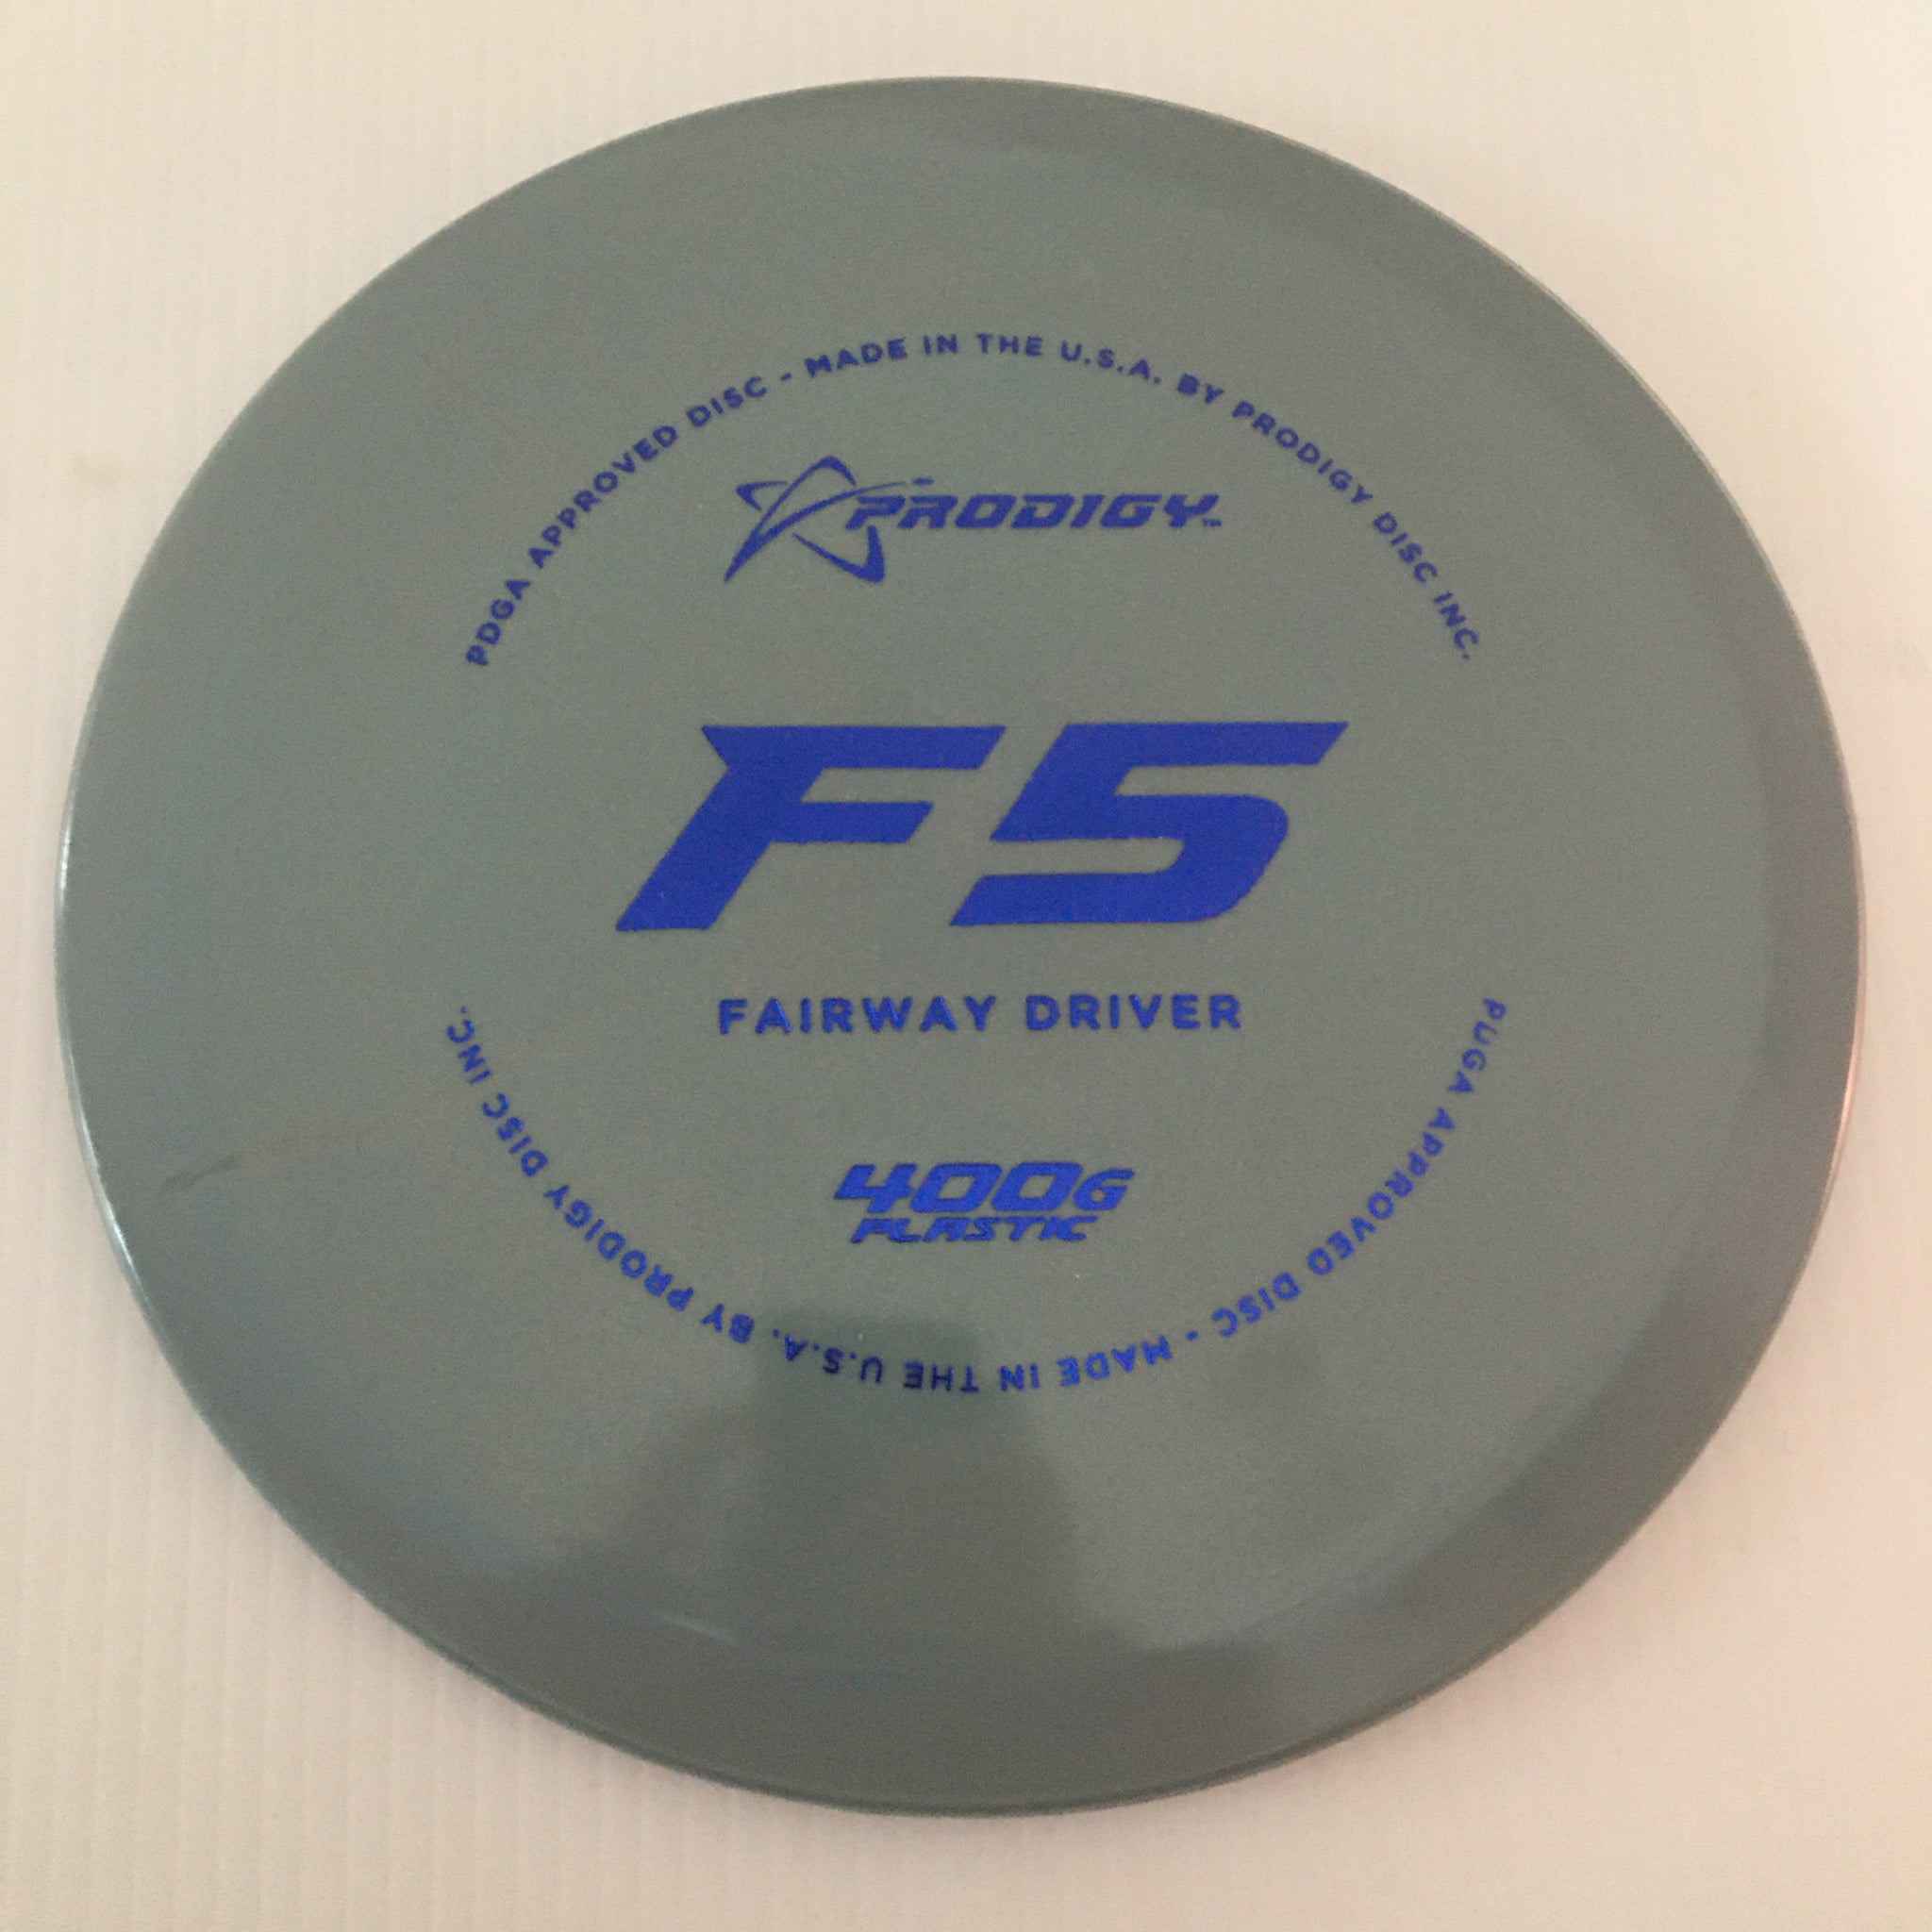 PDGA APPROVED DISC - MADE IN THE U.S.A. BY PRODIGY DISC INC.
PRODIGY™
F5
FAIRWAY DRIVER
400G
PLASTIC
PDGA APPROVED DISC - MADE IN THE U.S.A. BY PRODIGY DISC INC.